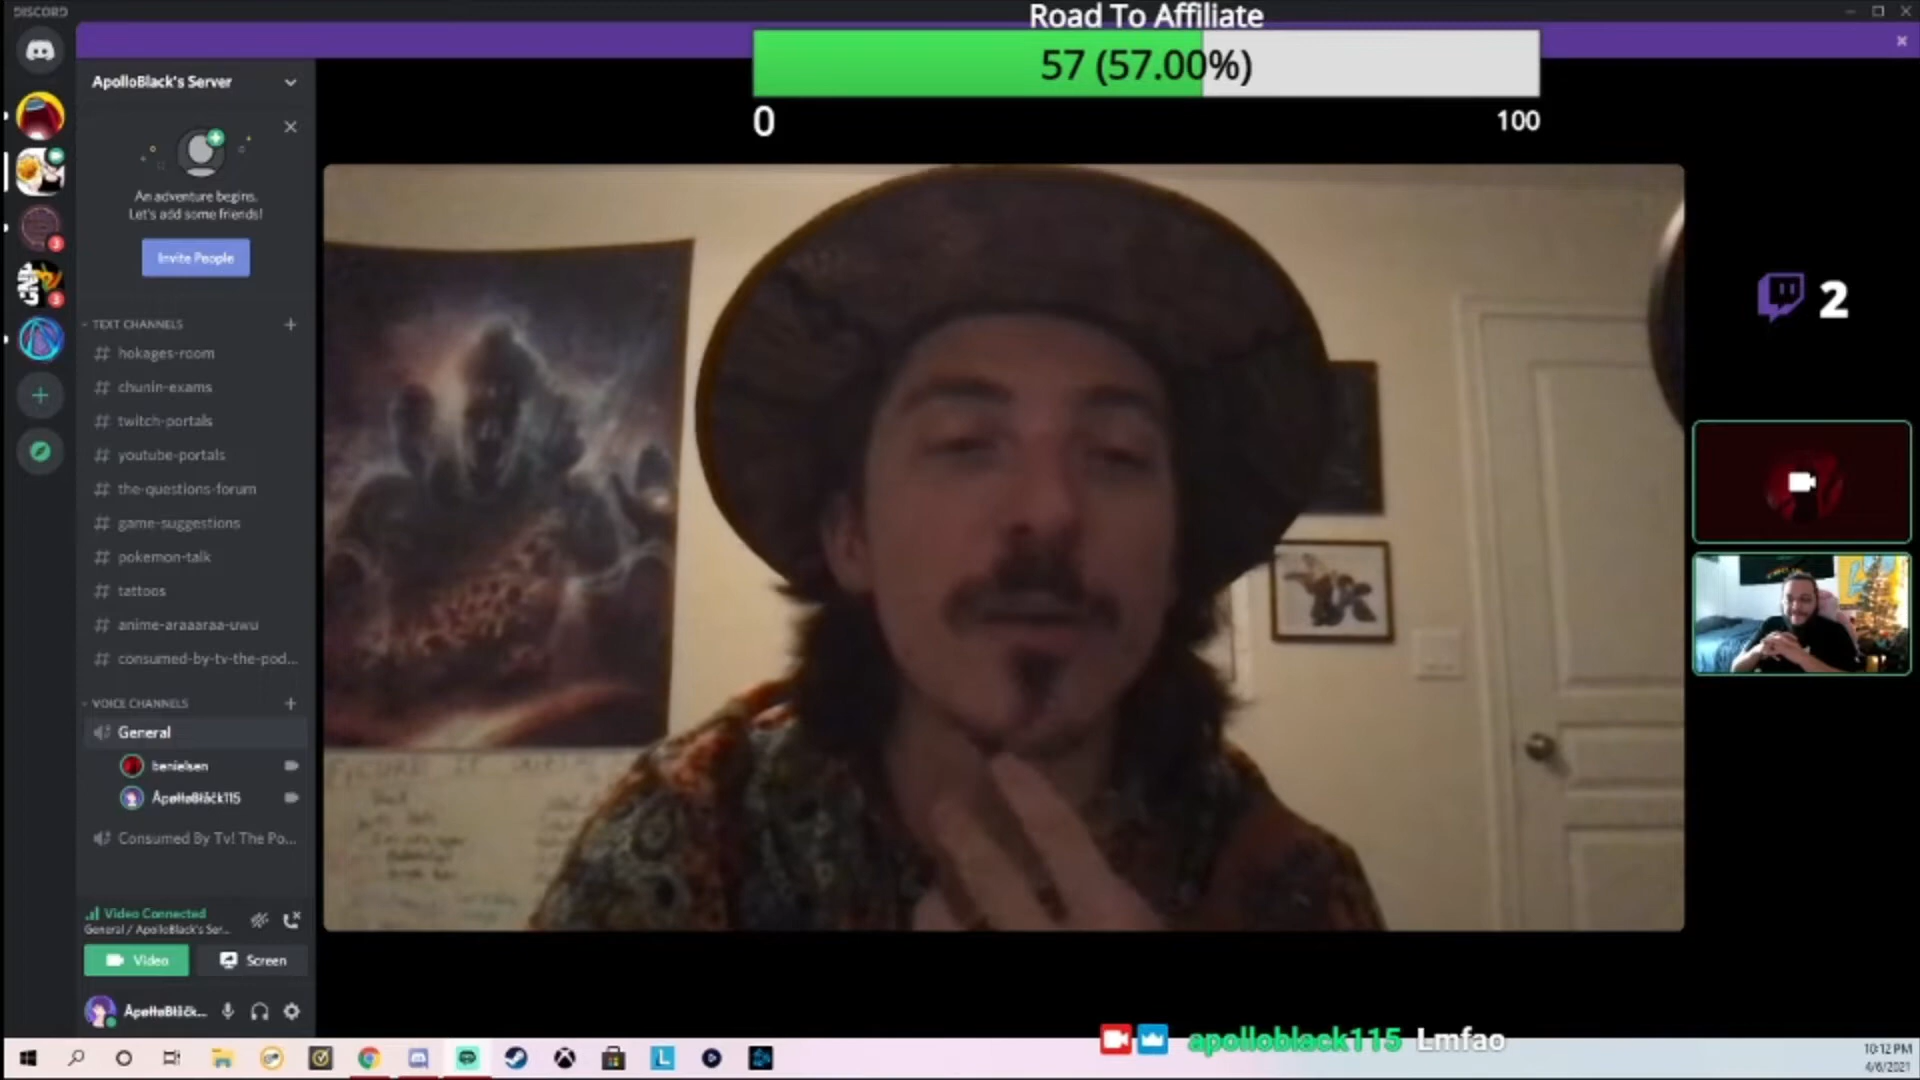 DISCORD
Road To Affiliate
57 (57.00%)
0
100
ApolloBlack's Server
An adventure begins.
Let's add some friends!
Invite People
TEXT CHANNELS
hokages-room
chunin-exams
twitch-portals
youtube-portals
the-questions-forum
game-suggestions
pokemon-talk
tattoos
anime-araaaraa-uwu
consumed-by-tv-the-pod...
VOICE CHANNELS
General
benielsen
Consumed By Tv! The Po...
Video Connected
General / ApolloBlack's Ser...
Video
Screen
2
apolloblack115 Lmfao
10:12 PM
4/6/2021